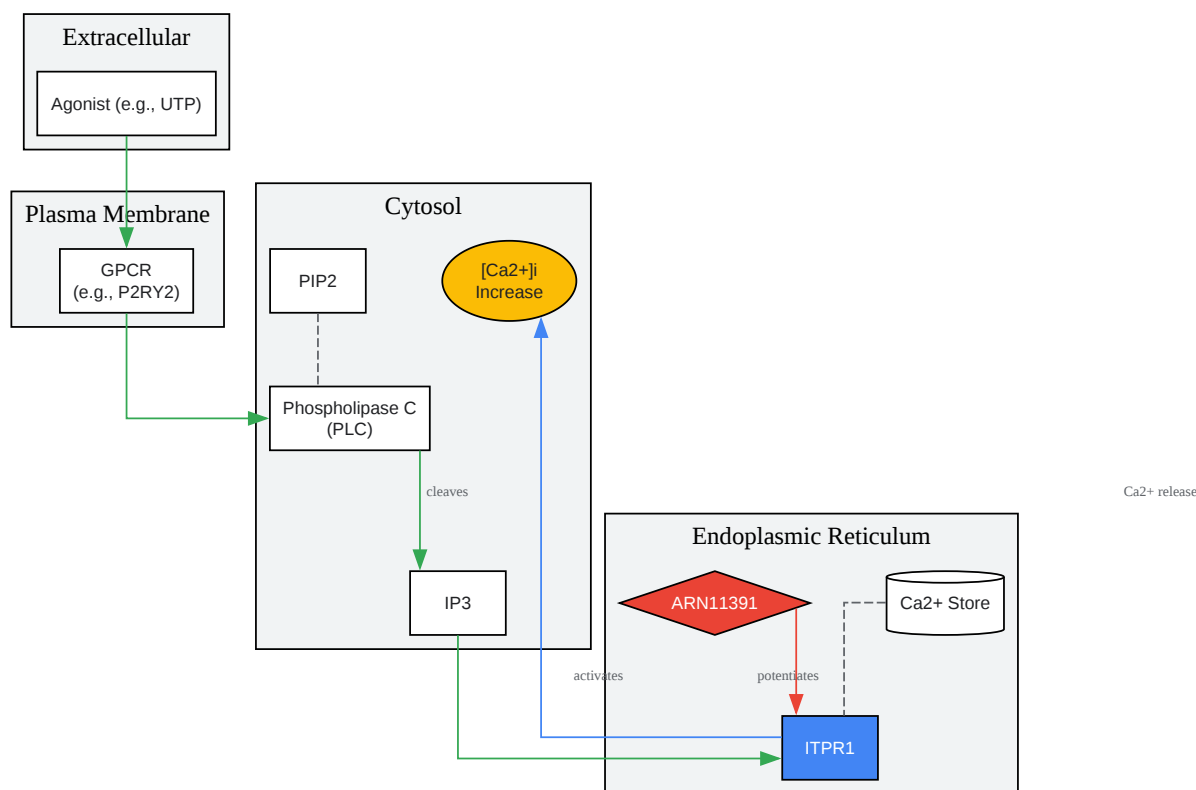 Extracellular
Agonist (e.g., UTP)
Plasma Membrane
GPCR
(e.g., P2RY2)
Cytosol
PIP2
[Ca2+]i
Increase
Phospholipase C
(PLC)
cleaves
IP3
Ca2+ release
Endoplasmic Reticulum
ARN11391
Ca2+ Store
activates
potentiates
ITPR1